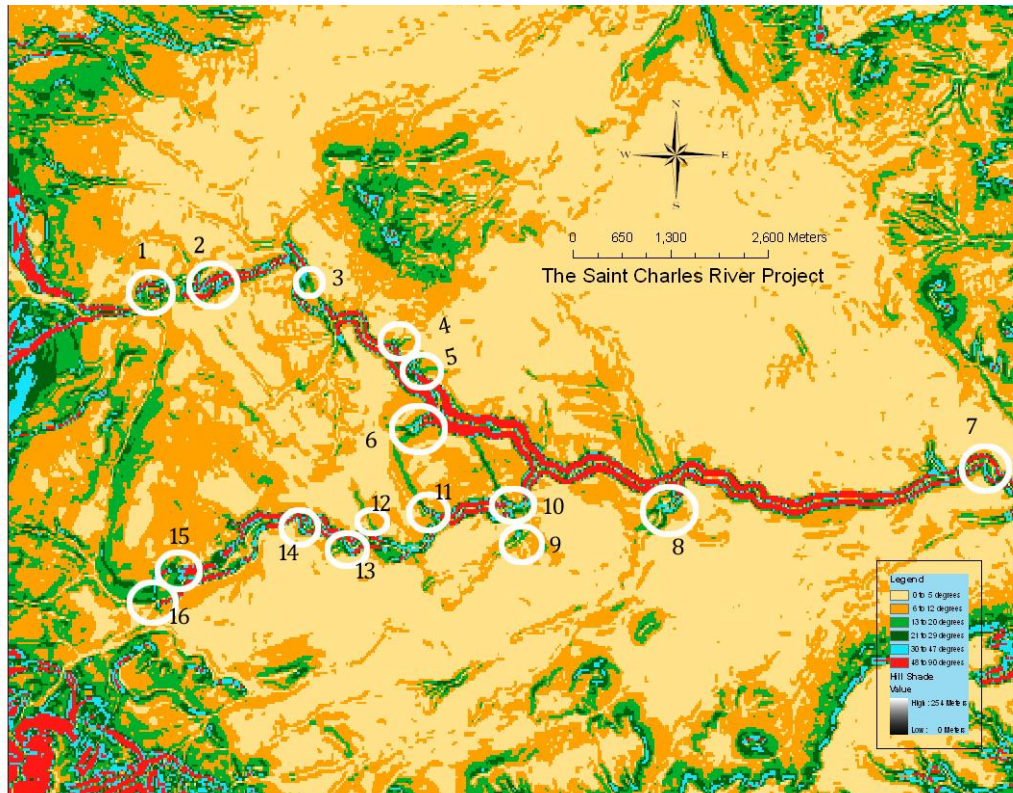 N
W E
S
0 650 1,300 2,600 Meters
The Saint Charles River Project
1
2
3
4
5
6
7
8
9
10
11
12
13
14
15
16
Legend
0 to 5 degrees
6 to 12 degrees
13 to 20 degrees
21 to 29 degrees
30 to 47 degrees
48 to 90 degrees
Hill Shade
Value
High : 254 Meters
Low : 0 Meters